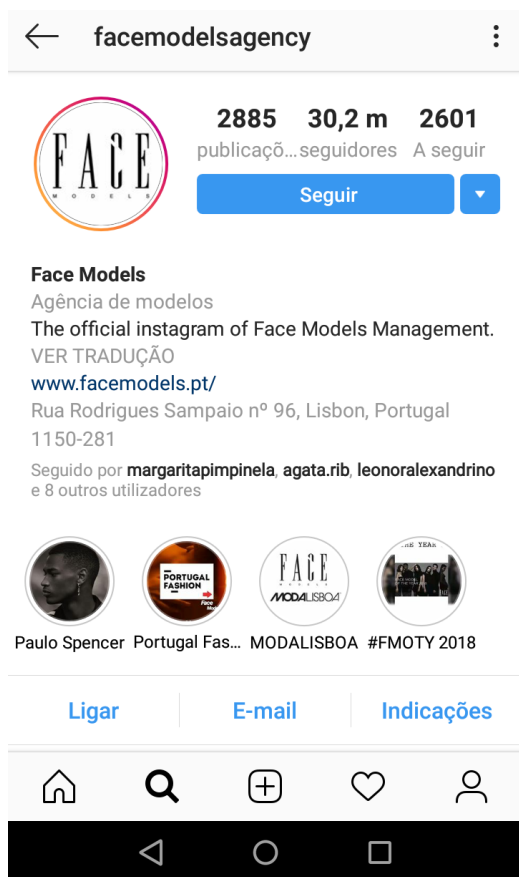 facemodelsagency
FACE
MODELS
2885 30,2 m 2601
publicaçõ... seguidores A seguir
Seguir
Face Models
Agência de modelos
The official instagram of Face Models Management.
VER TRADUÇÃO
www.facemodels.pt/
Rua Rodrigues Sampaio nº 96, Lisbon, Portugal
1150-281
Seguido por margaritapimpinela, agata.rib, leonoralexandrino
e 8 outros utilizadores
PORTUGAL
FASHION
Face
FACE
MODALISBOA
THE YEAR
Paulo Spencer Portugal Fas... MODALISBOA #FMOTY 2018
Ligar E-mail Indicações